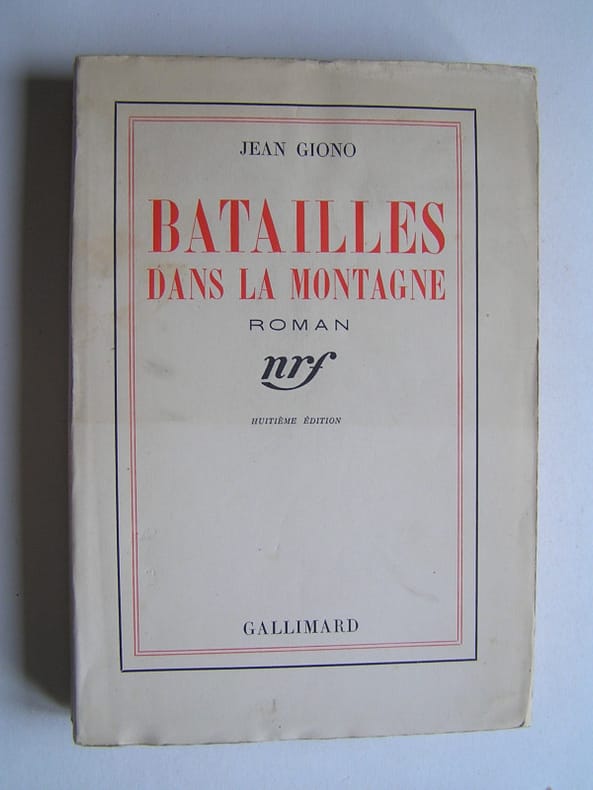 JEAN GIONO
BATAILLES
DANS LA MONTAGNE
ROMAN
nrf
HUITIÈME ÉDITION
GALLIMARD